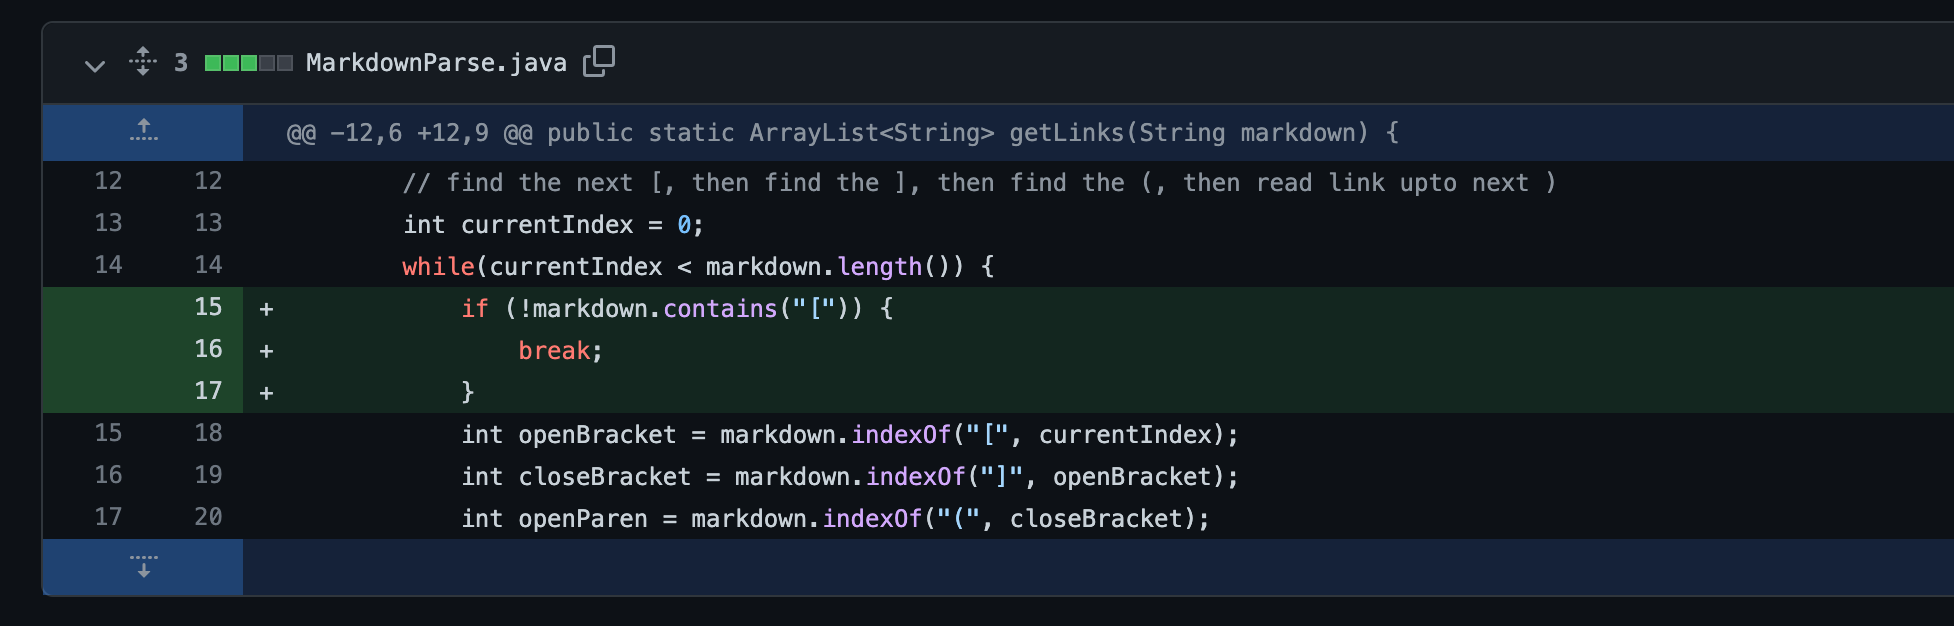 3 MarkdownParse.java
@@ -12,6 +12,9 @@ public static ArrayList<String> getLinks(String markdown) {
12 12 // find the next [, then find the ], then find the (, then read link upto next )
13 13 int currentIndex = 0;
14 14 while(currentIndex < markdown.length()) {
15 + if (!markdown.contains("[")) {
16 + break;
17 + }
15 18 int openBracket = markdown.indexOf("[", currentIndex);
16 19 int closeBracket = markdown.indexOf("]", openBracket);
17 20 int openParen = markdown.indexOf("(", closeBracket);